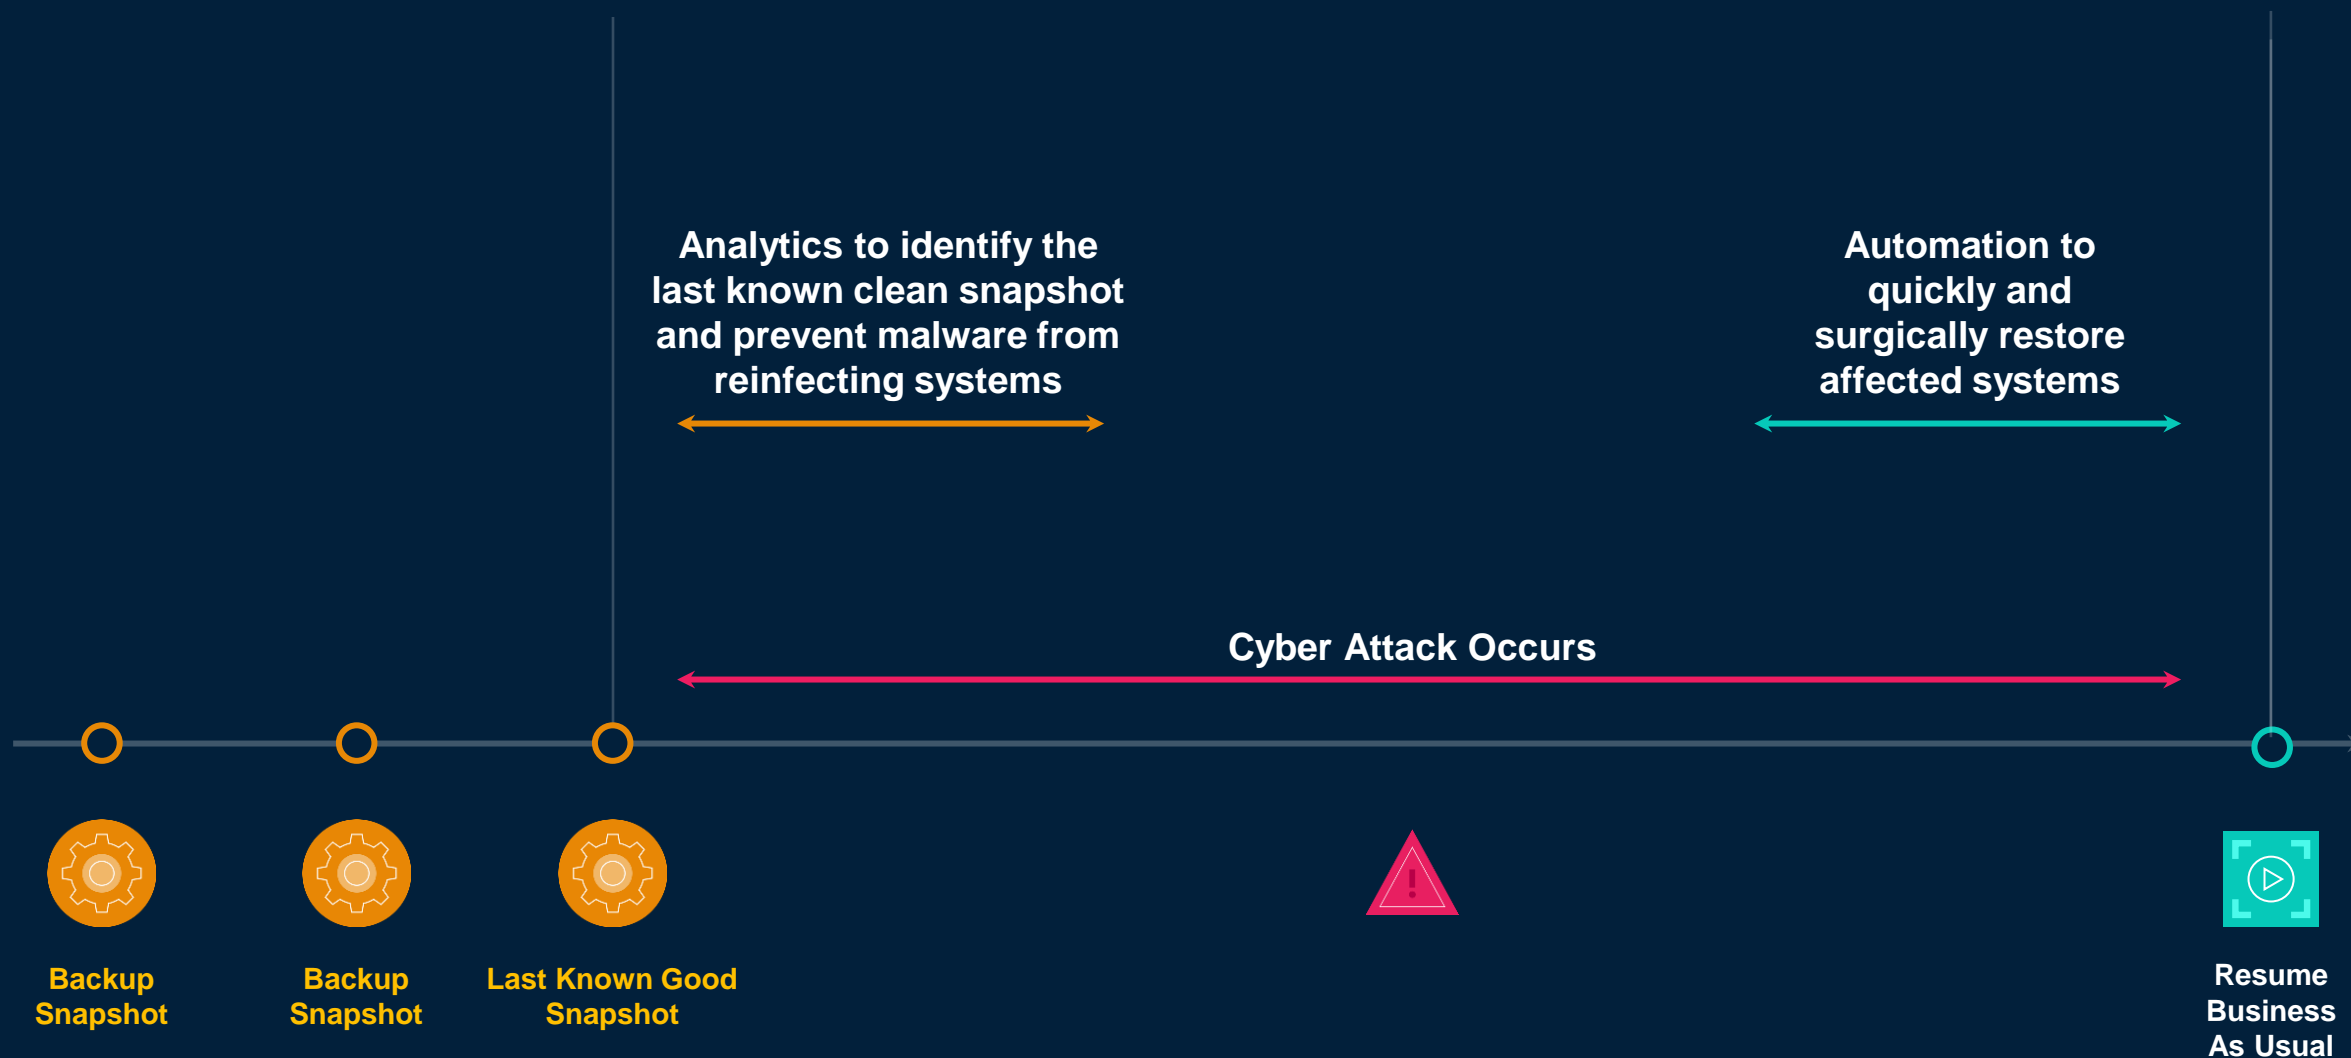 Analytics to identify the
last known clean snapshot
and prevent malware from
reinfecting systems
Automation to
quickly and
surgically restore
affected systems
Cyber Attack Occurs
Backup
Snapshot
Backup
Snapshot
Last Known Good
Snapshot
Resume
Business
As Usual